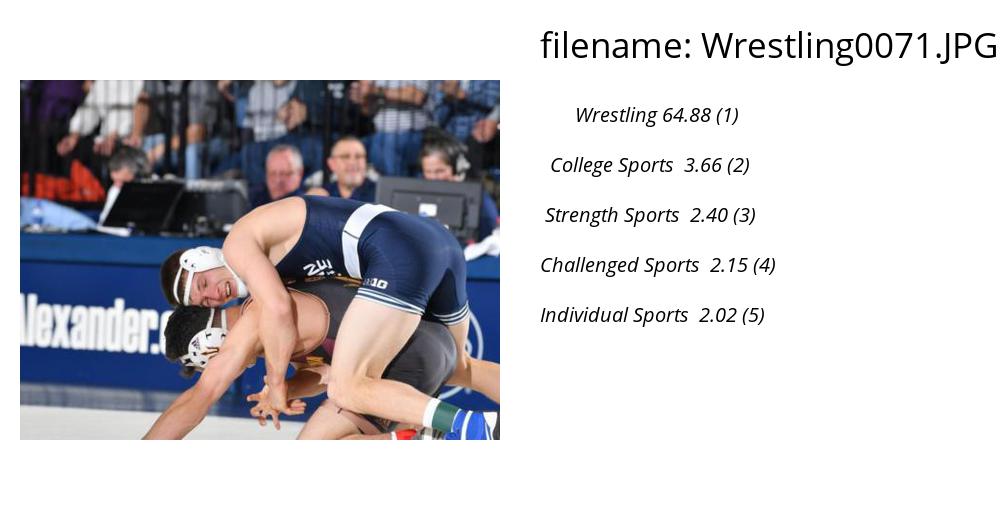 filename: Wrestling0071.JPG
Wrestling 64.88 (1)
College Sports 3.66 (2)
Strength Sports 2.40 (3)
Challenged Sports 2.15 (4)
Individual Sports 2.02 (5)
Alexander.